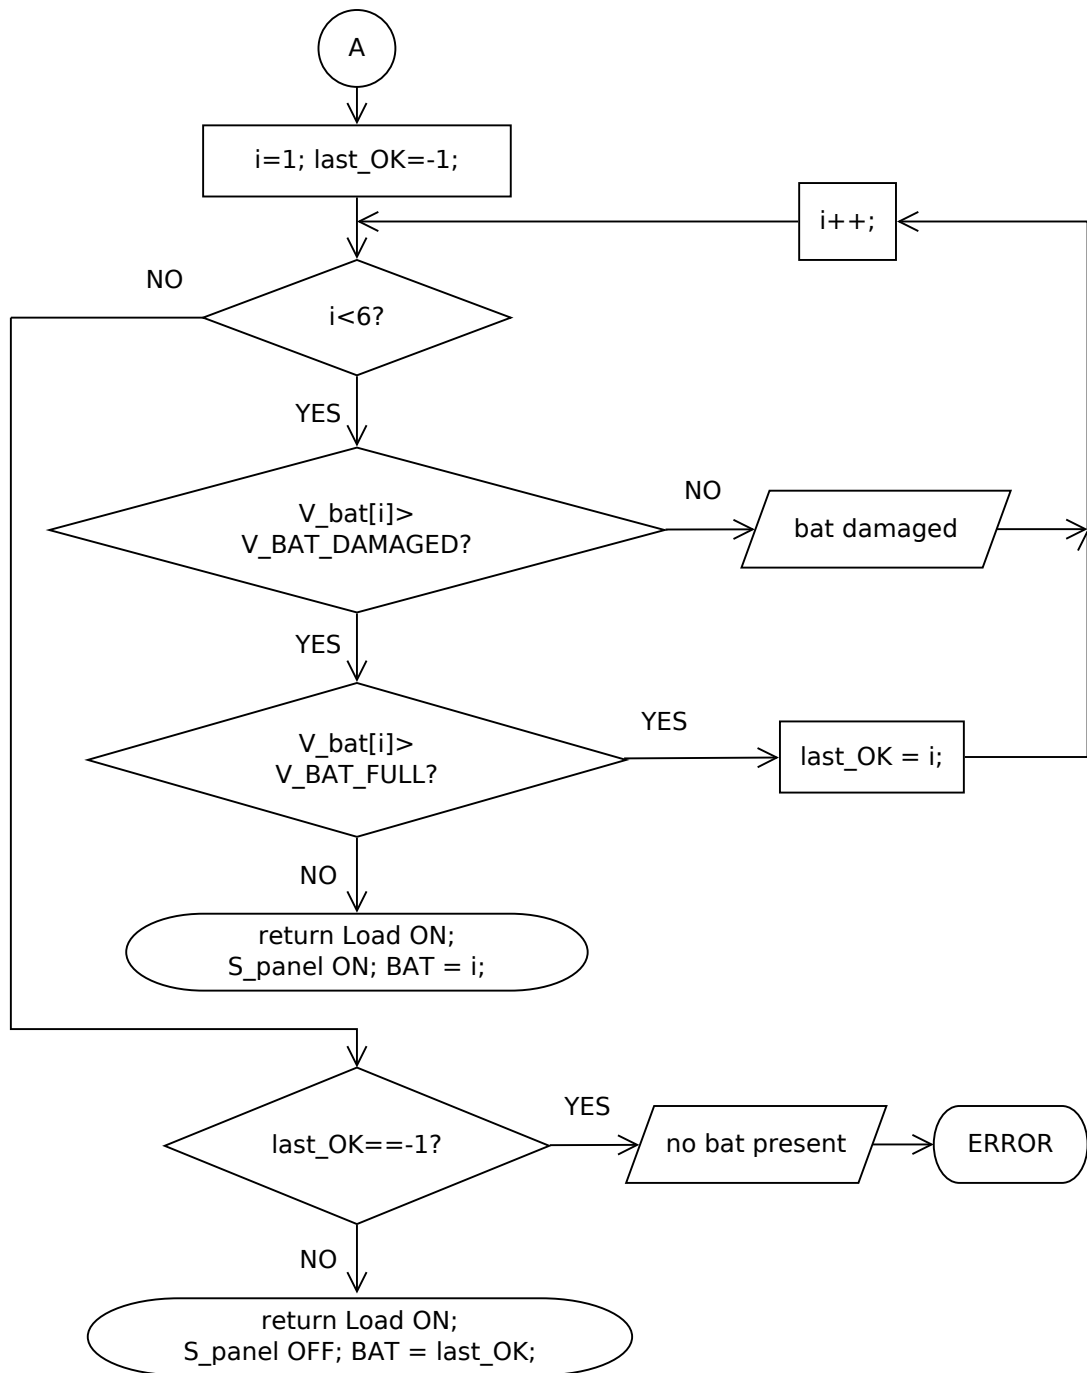 A
i=1; last_OK=-1;
i++;
NO
i<6?
YES
V_bat[i]>
V_BAT_DAMAGED?
NO
bat damaged
YES
V_bat[i]>
V_BAT_FULL?
YES
last_OK = i;
NO
return Load ON;
S_panel ON; BAT = i;
last_OK==-1?
YES
no bat present
ERROR
NO
return Load ON;
S_panel OFF; BAT = last_OK;